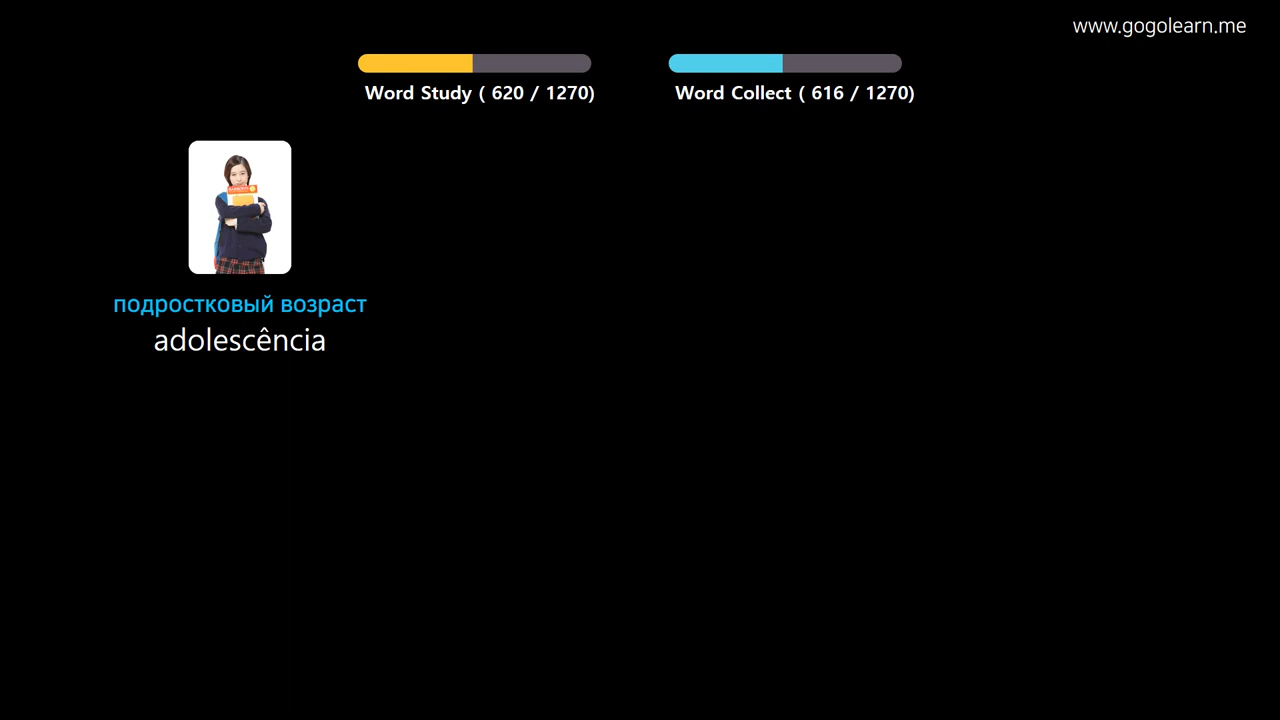 www.gogolearn.me
Word Study ( 620 / 1270)
Word Collect ( 616 / 1270)
подростковый возраст
adolescência